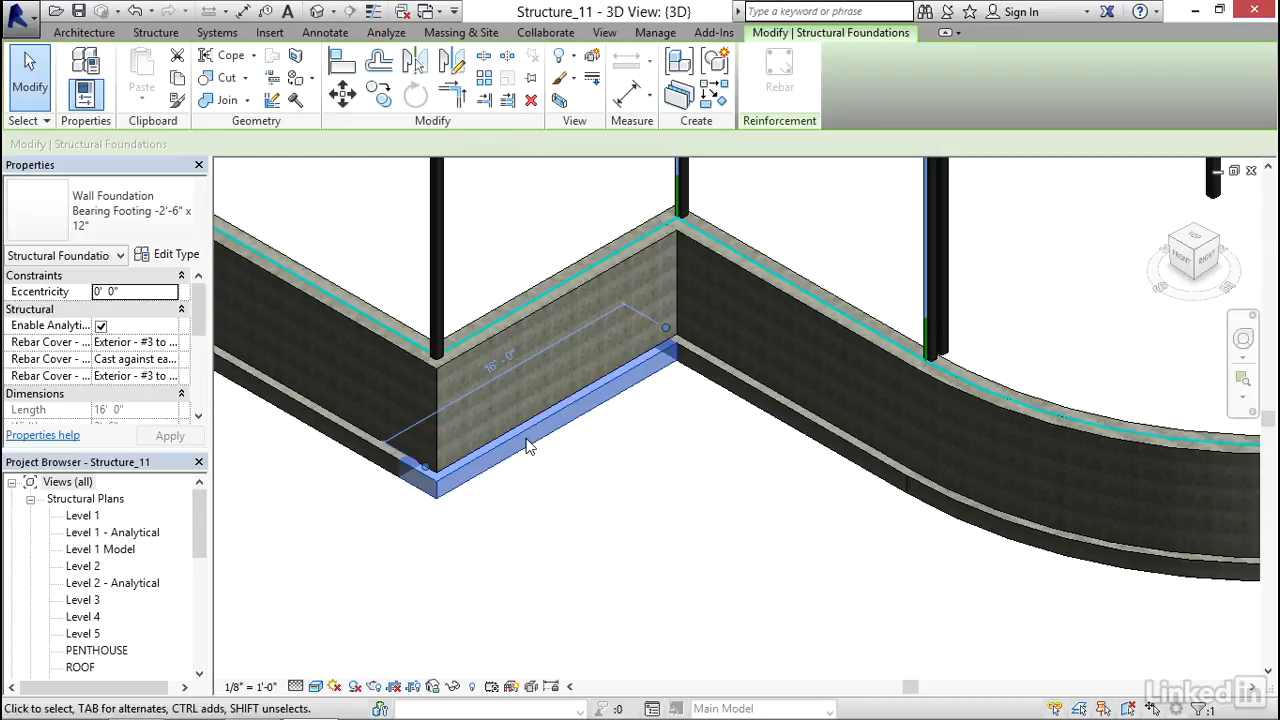 Structure_11 - 3D View: {3D}
Type a keyword or phrase
Sign In
Architecture
Structure
Systems
Insert
Annotate
Analyze
Massing & Site
Collaborate
View
Manage
Add-Ins
Modify | Structural Foundations
Modify
Paste
Cope
Cut
Join
Rebar
Select
Properties
Clipboard
Geometry
Modify
View
Measure
Create
Reinforcement
Modify | Structural Foundations
Properties
Wall Foundation
Bearing Footing -2'-6" x
12"
Structural Foundatio
Edit Type
Constraints
Eccentricity
0' 0"
Structural
Enable Analyti...
Rebar Cover - ...
Exterior - #3 to ...
Rebar Cover - ...
Cast against ea...
Rebar Cover - ...
Exterior - #3 to ...
Dimensions
Length
16' 0"
Properties help
Apply
Project Browser - Structure_11
Views (all)
Structural Plans
Level 1
Level 1 - Analytical
Level 1 Model
Level 2
Level 2 - Analytical
Level 3
Level 4
Level 5
PENTHOUSE
ROOF
16' - 0"
TOP
FRONT
RIGHT
1/8" = 1'-0"
Click to select, TAB for alternates, CTRL adds, SHIFT unselects.
:0
Main Model
:1
LinkedIn